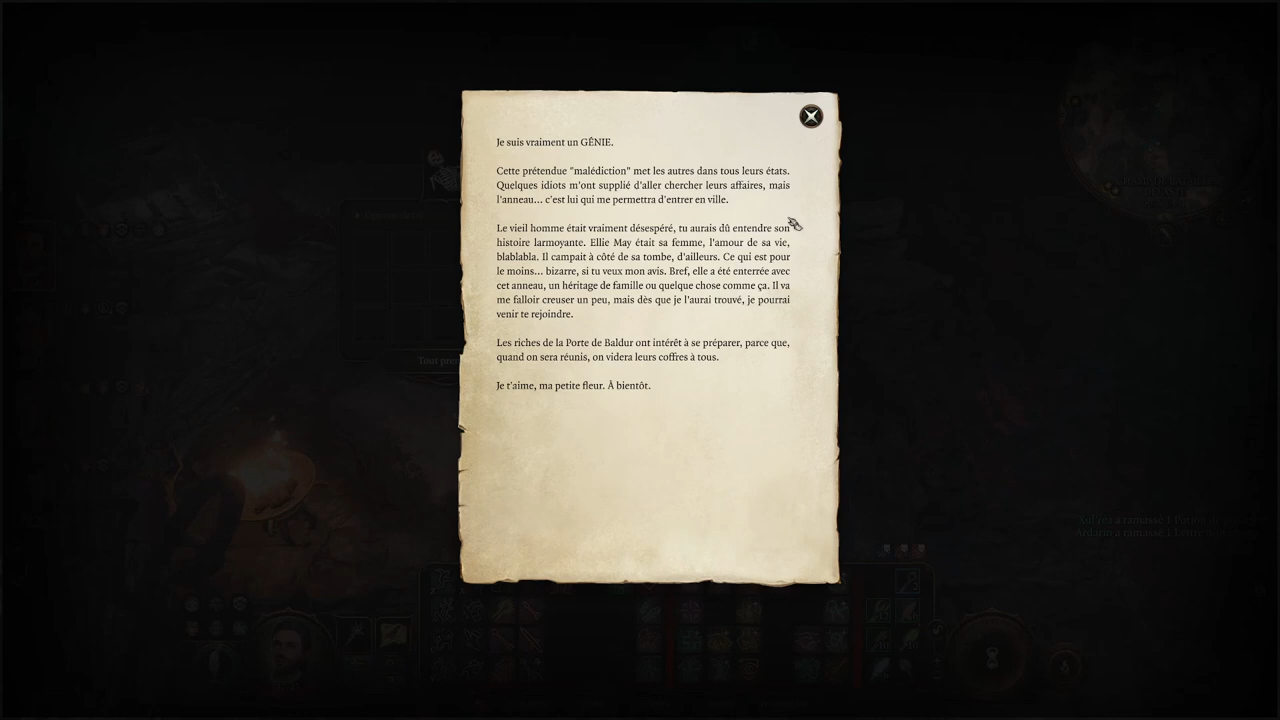 Je suis vraiment un GÉNIE.
Cette prétendue "malédiction" met les autres dans tous leurs états.
Quelques idiots m'ont supplié d'aller chercher leurs affaires, mais
l'anneau... c'est lui qui me permettra d'entrer en ville.
Le vieil homme était vraiment désespéré, tu aurais dû entendre son
histoire larmoyante. Ellie May était sa femme, l'amour de sa vie,
blablabla. Il campait à côté de sa tombe, d'ailleurs. Ce qui est pour
le moins... bizarre, si tu veux mon avis. Bref, elle a été enterrée avec
cet anneau, un héritage de famille ou quelque chose comme ça. Il va
me falloir creuser un peu, mais dès que je l'aurai trouvé, je pourrai
venir te rejoindre.
Les riches de la Porte de Baldur ont intérêt à se préparer, parce que,
quand on sera réunis, on videra leurs coffres à tous.
Je t'aime, ma petite fleur. À bientôt.